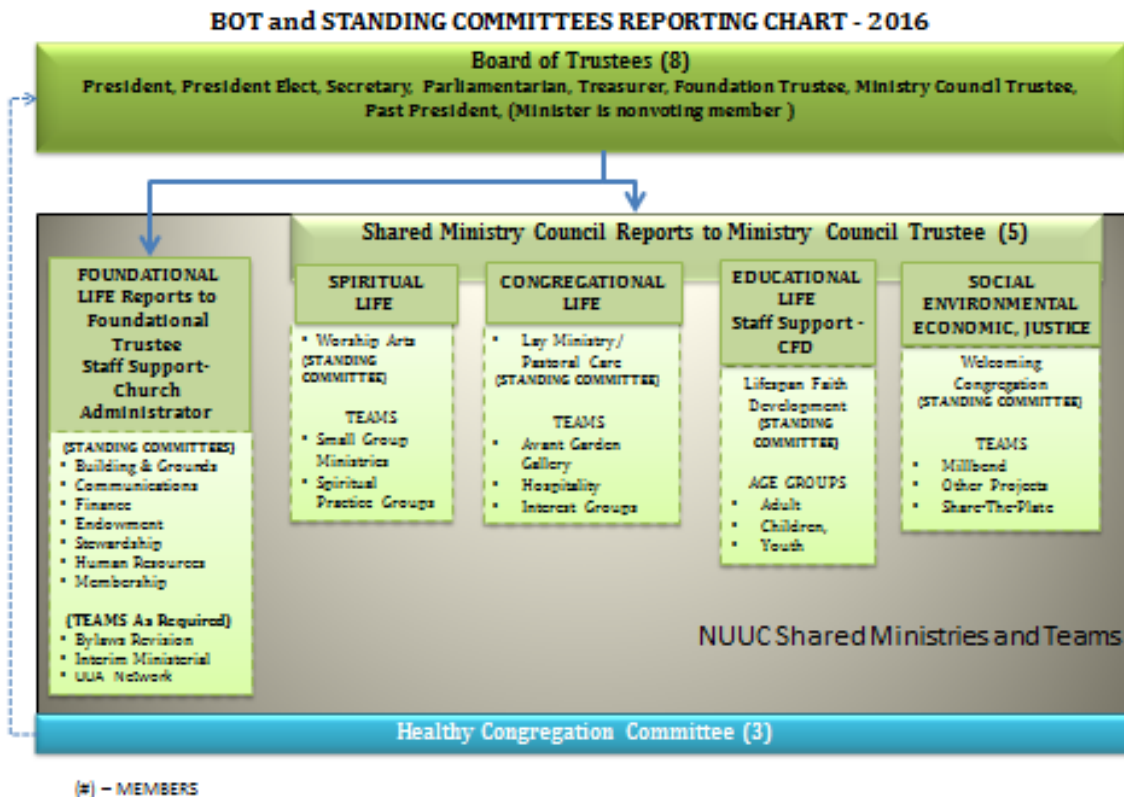 BOT and STANDING COMMITTEES REPORTING CHART - 2016
Board of Trustees (8)
President, President Elect, Secretary, Parliamentarian, Treasurer, Foundation Trustee, Ministry Council Trustee,
Past President, (Minister is nonvoting member )
Shared Ministry Council Reports to Ministry Council Trustee (5)
FOUNDATIONAL
LIFE Reports to
Foundational
Trustee
Staff Support-
Church
Administrator
(STANDING COMMITTEES)
• Building & Grounds
• Communications
• Finance
• Endowment
• Stewardship
• Human Resources
• Membership
(TEAMS As Required)
• Bylaws Revision
• Interim Ministerial
• UUA Network
SPIRITUAL
LIFE
• Worship Arts
(STANDING
COMMITTEE)
TEAMS
• Small Group
Ministries
• Spiritual
Practice Groups
CONGREGATIONAL
LIFE
• Lay Ministry/
Pastoral Care
(STANDING COMMITTEE)
TEAMS
• Avant Garden
Gallery
• Hospitality
• Interest Groups
EDUCATIONAL
LIFE
Staff Support -
CFD
Lifespan Faith
Development
(STANDING
COMMITTEE)
AGE GROUPS
• Adult
• Children,
• Youth
SOCIAL
ENVIRONMENTAL
ECONOMIC, JUSTICE
Welcoming
Congregation
(STANDING COMMITTEE)
TEAMS
• Millbend
• Other Projects
• Share-The-Plate
NUUC Shared Ministries and Teams
Healthy Congregation Committee (3)
(#) – MEMBERS